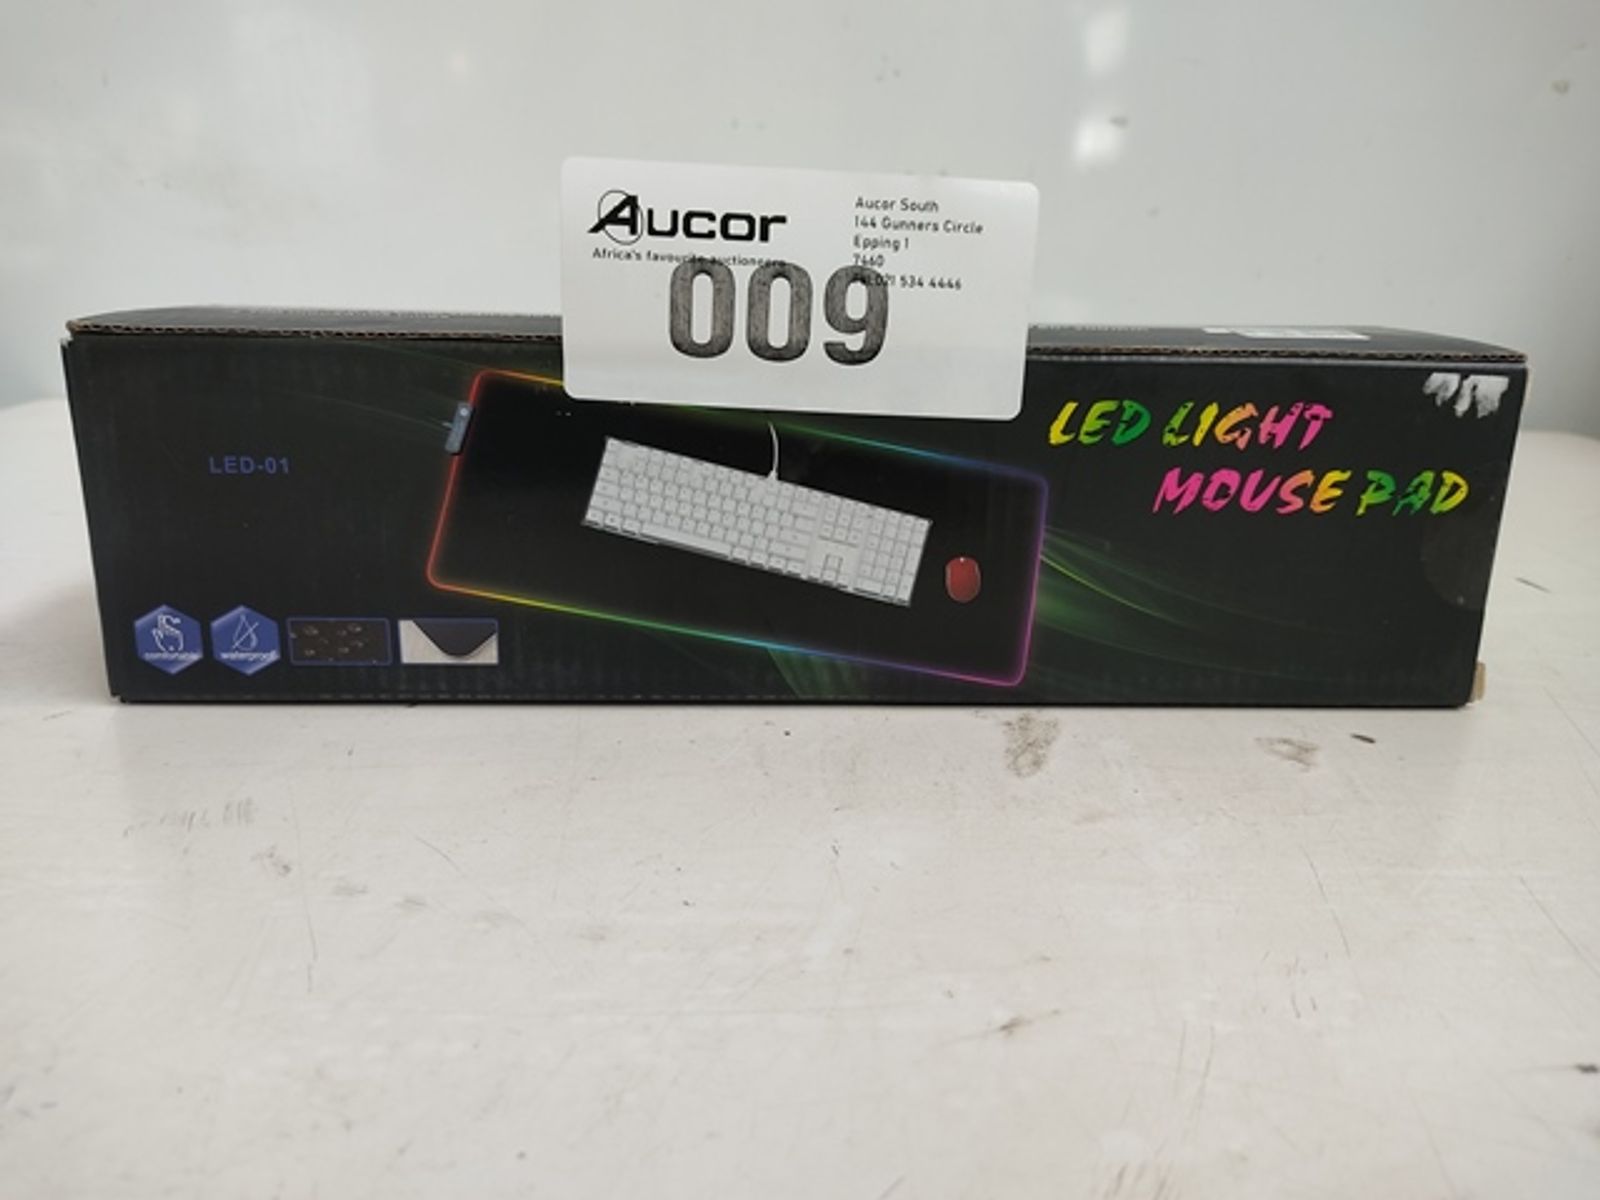 Aucor
Africa's favourite auctioneers
Aucor South
144 Gunners Circle
Epping 1
7460
021 534 4446
009
LED LIGHT
MOUSE PAD
LED-01
comfortable
waterproof